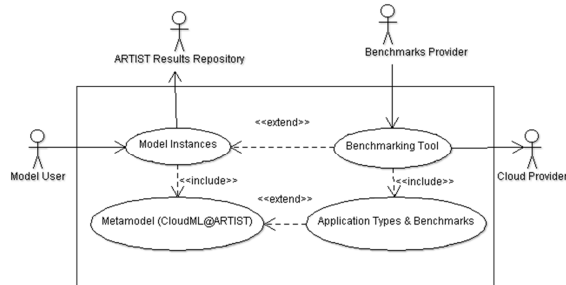 ARTIST Results Repository
Benchmarks Provider
<<extend>>
Model Instances
Benchmarking Tool
Model User
Cloud Provider
<<include>>
<<extend>>
<<include>>
Metamodel (CloudML@ARTIST)
Application Types & Benchmarks